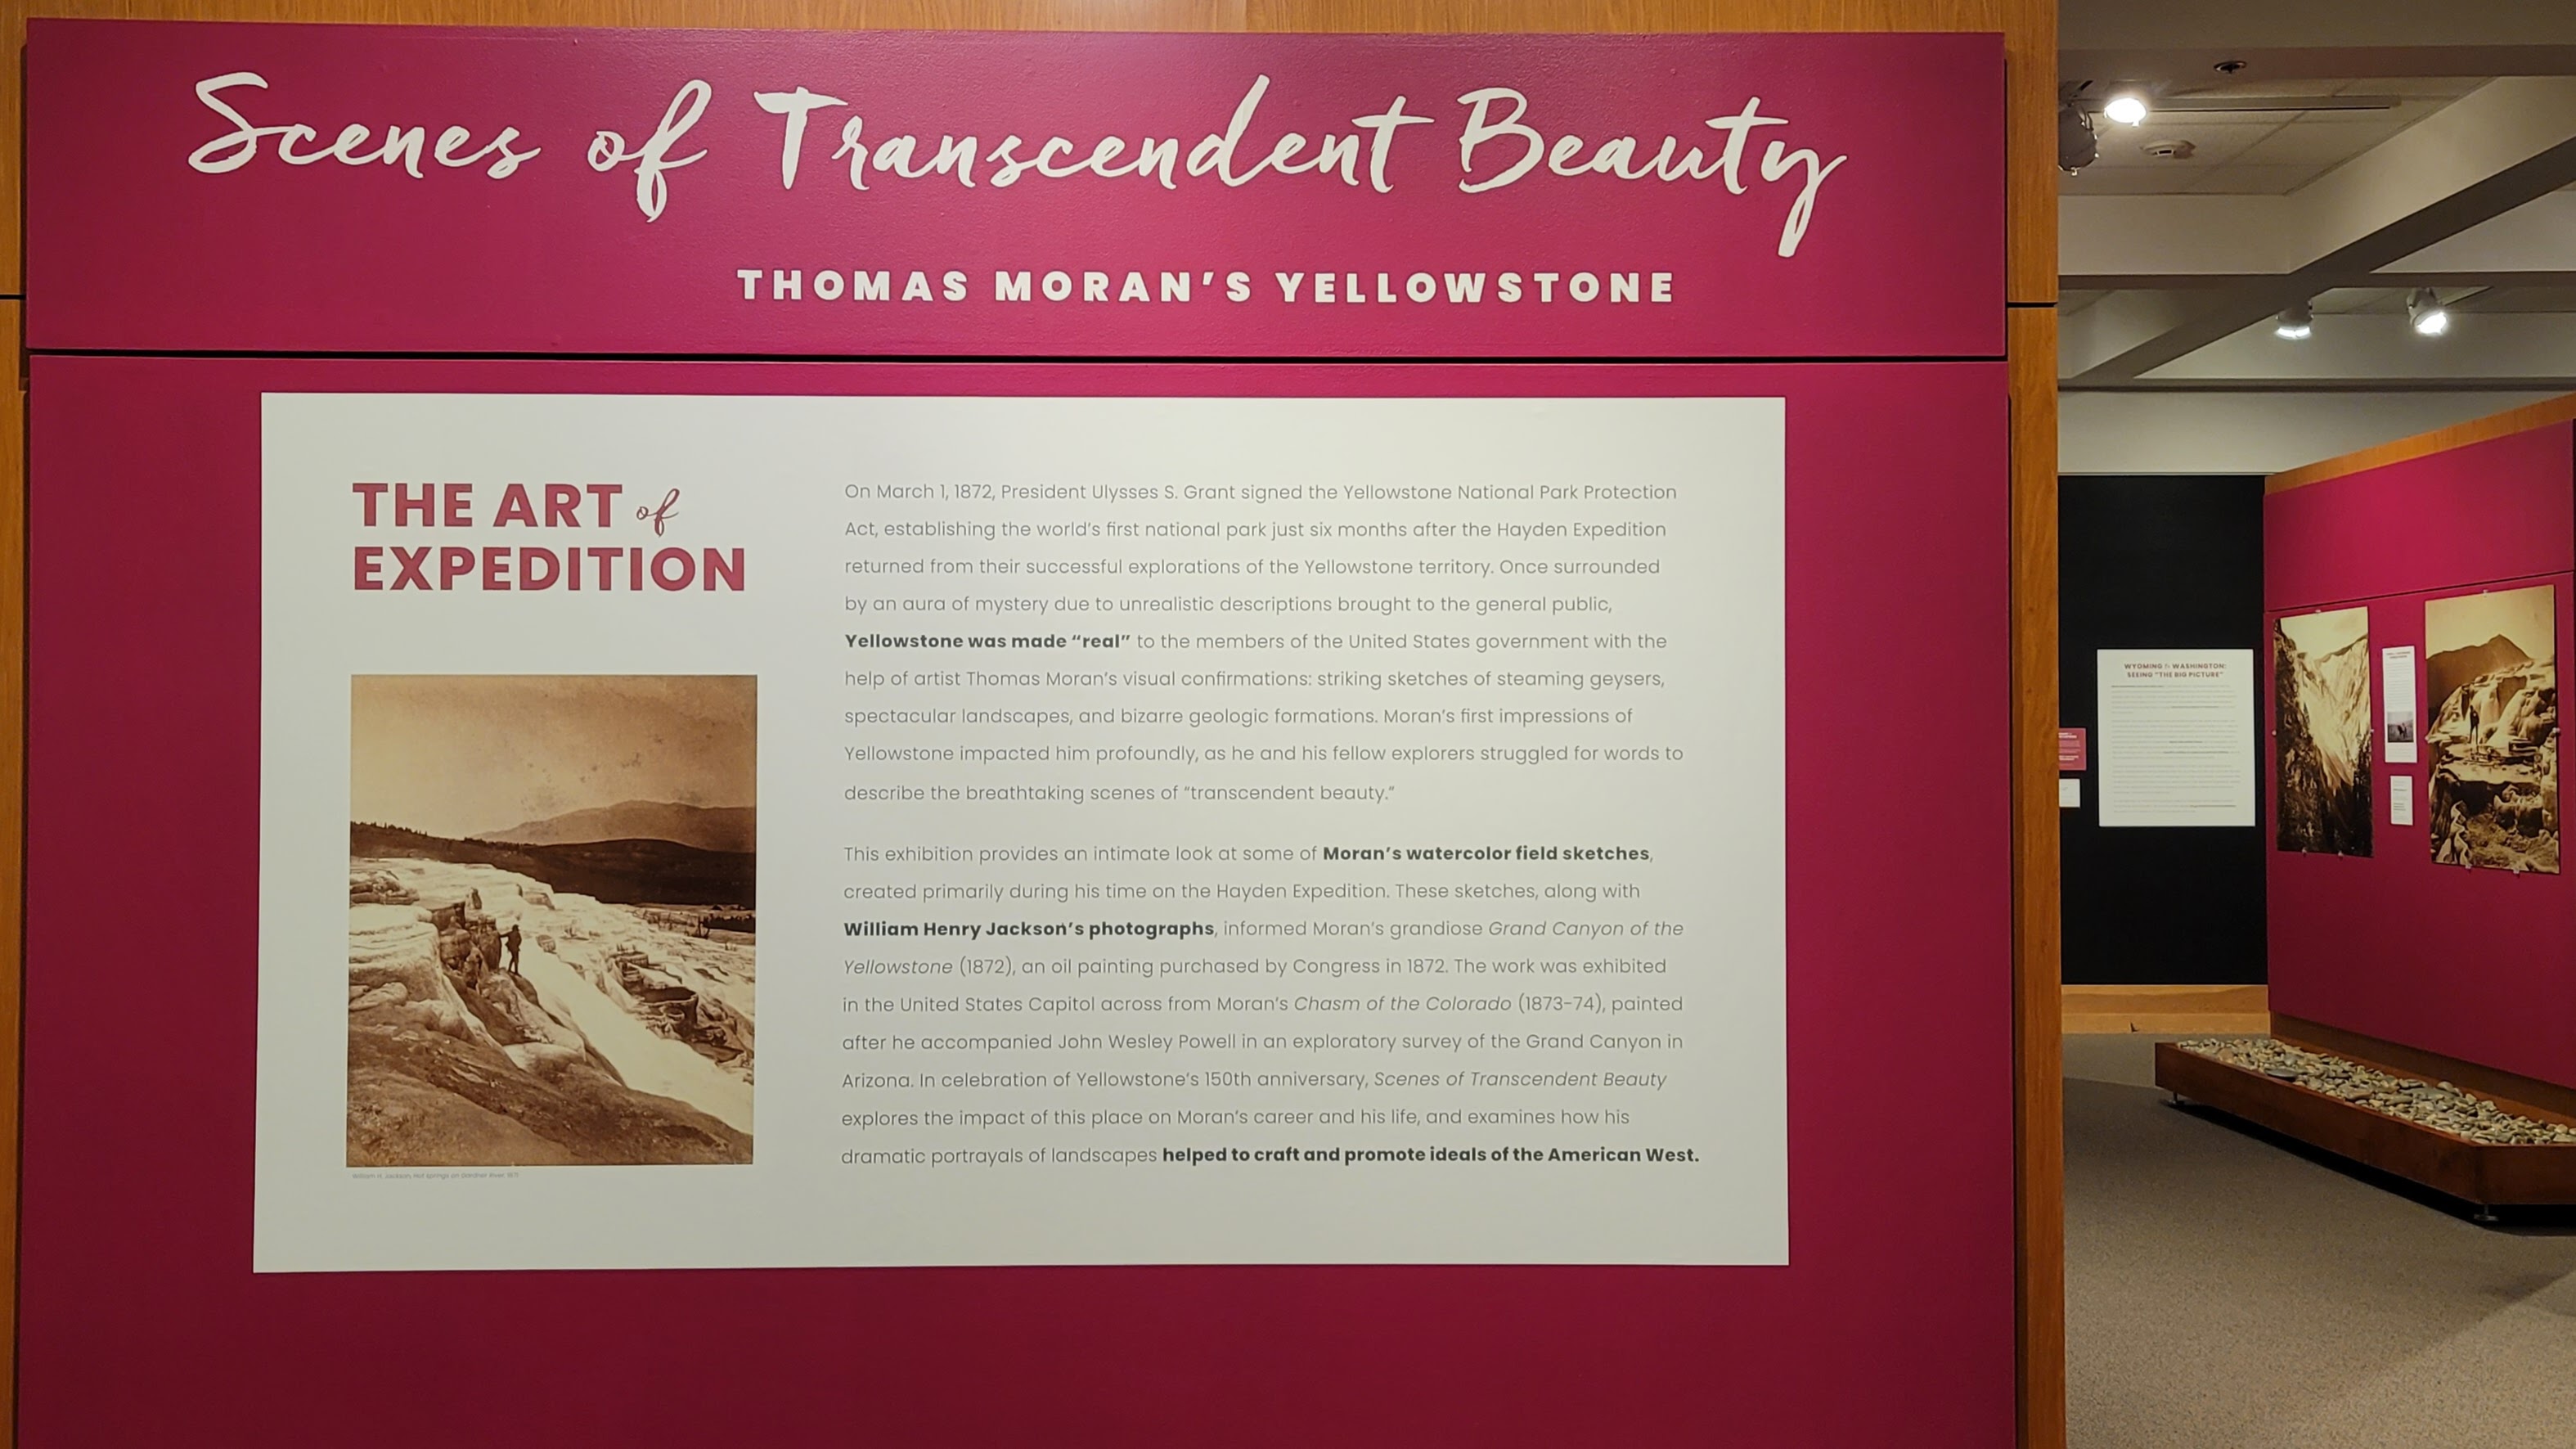 Scenes of Transcendent Beauty
THOMAS MORAN'S YELLOWSTONE
THE ART of
EXPEDITION
On March 1, 1872, President Ulysses S. Grant signed the Yellowstone National Park Protection
Act, establishing the world's first national park just six months after the Hayden Expedition
returned from their successful explorations of the Yellowstone territory. Once surrounded
by an aura of mystery due to unrealistic descriptions brought to the general public,
Yellowstone was made “real” to the members of the United States government with the
help of artist Thomas Moran's visual confirmations: striking sketches of steaming geysers,
spectacular landscapes, and bizarre geologic formations. Moran's first impressions of
Yellowstone impacted him profoundly, as he and his fellow explorers struggled for words to
describe the breathtaking scenes of “transcendent beauty.”
This exhibition provides an intimate look at some of Moran's watercolor field sketches,
created primarily during his time on the Hayden Expedition. These sketches, along with
William Henry Jackson's photographs, informed Moran's grandiose Grand Canyon of the
Yellowstone (1872), an oil painting purchased by Congress in 1872. The work was exhibited
in the United States Capitol across from Moran's Chasm of the Colorado (1873-74), painted
after he accompanied John Wesley Powell in an exploratory survey of the Grand Canyon in
Arizona. In celebration of Yellowstone's 150th anniversary, Scenes of Transcendent Beauty
explores the impact of this place on Moran's career and his life, and examines how his
dramatic portrayals of landscapes helped to craft and promote ideals of the American West.
William H. Jackson, Hot Springs on Gardner River, 1871
WYOMING to WASHINGTON:
SEEING “THE BIG PICTURE”